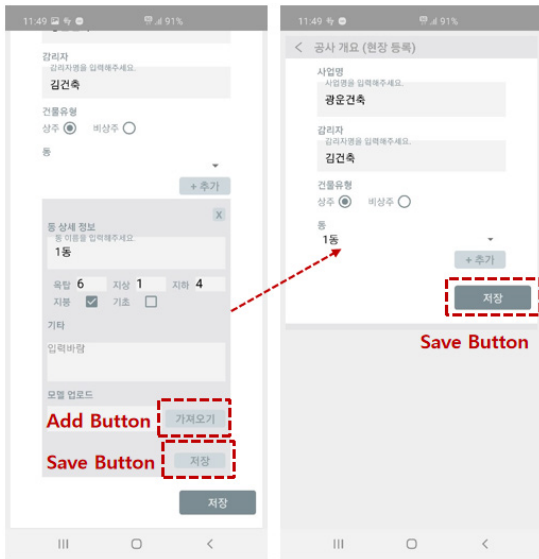 11:49
91%
감리자
감리자명을 입력해주세요.
김건축
건물유형
상주
비상주
동
+ 추가
X
동 상세 정보
동 이름을 입력해주세요.
1동
옥탑 6 지상 1 지하 4
지붕
기초
기타
입력바람
모델 업로드
Add Button
가져오기
Save Button
저장
저장
11:49
91%
공사 개요 (현장 등록)
사업명
사업명을 입력해주세요.
광운건축
감리자
감리자명을 입력해주세요.
김건축
건물유형
상주
비상주
동
1동
+ 추가
저장
Save Button